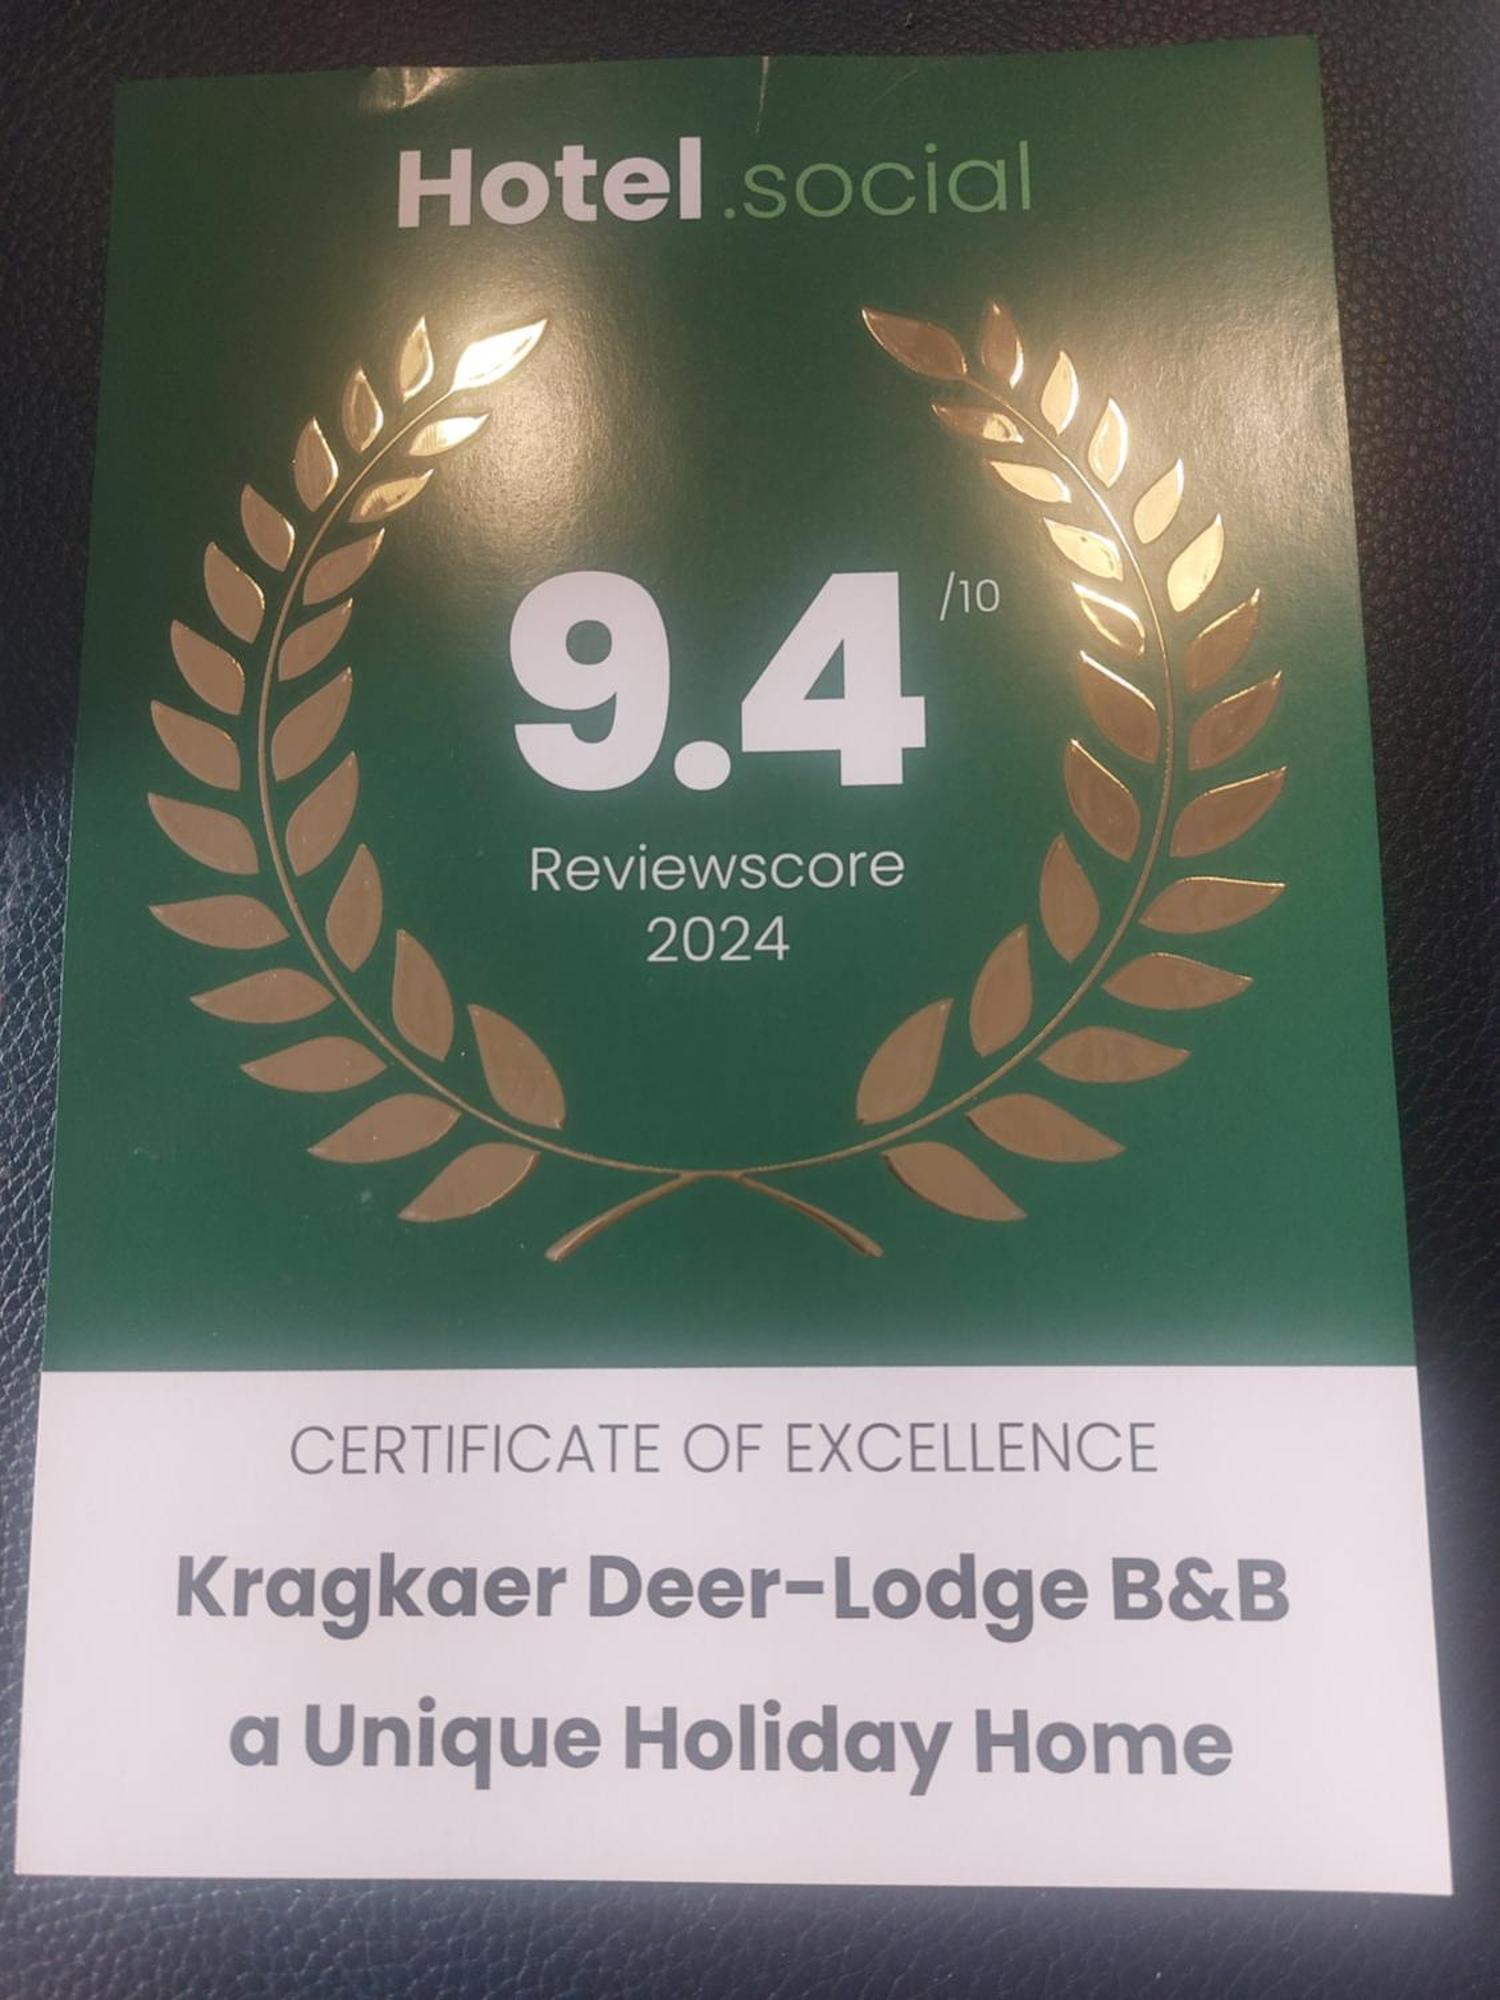 Hotel.social
9.4/10
Reviewscore
2024
CERTIFICATE OF EXCELLENCE
Kragkaer Deer-Lodge B&B
a Unique Holiday Home